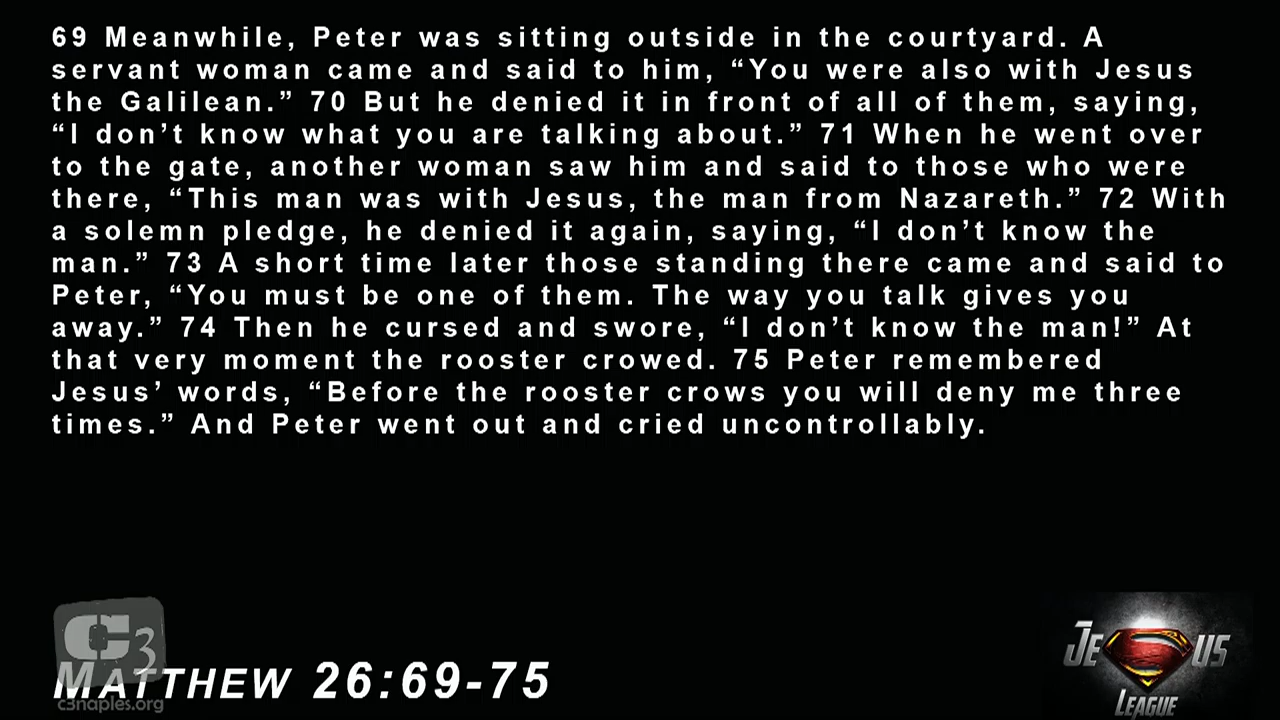 69 Meanwhile, Peter was sitting outside in the courtyard. A
servant woman came and said to him, “You were also with Jesus
the Galilean.” 70 But he denied it in front of all of them, saying,
“I don’t know what you are talking about.” 71 When he went over
to the gate, another woman saw him and said to those who were
there, “This man was with Jesus, the man from Nazareth.” 72 With
a solemn pledge, he denied it again, saying, “I don’t know the
man.” 73 A short time later those standing there came and said to
Peter, “You must be one of them. The way you talk gives you
away.” 74 Then he cursed and swore, “I don’t know the man!” At
that very moment the rooster crowed. 75 Peter remembered
Jesus’ words, “Before the rooster crows you will deny me three
times.” And Peter went out and cried uncontrollably.
C3
MATTHEW 26:69-75
c3naples.org
JESUS
LEAGUE